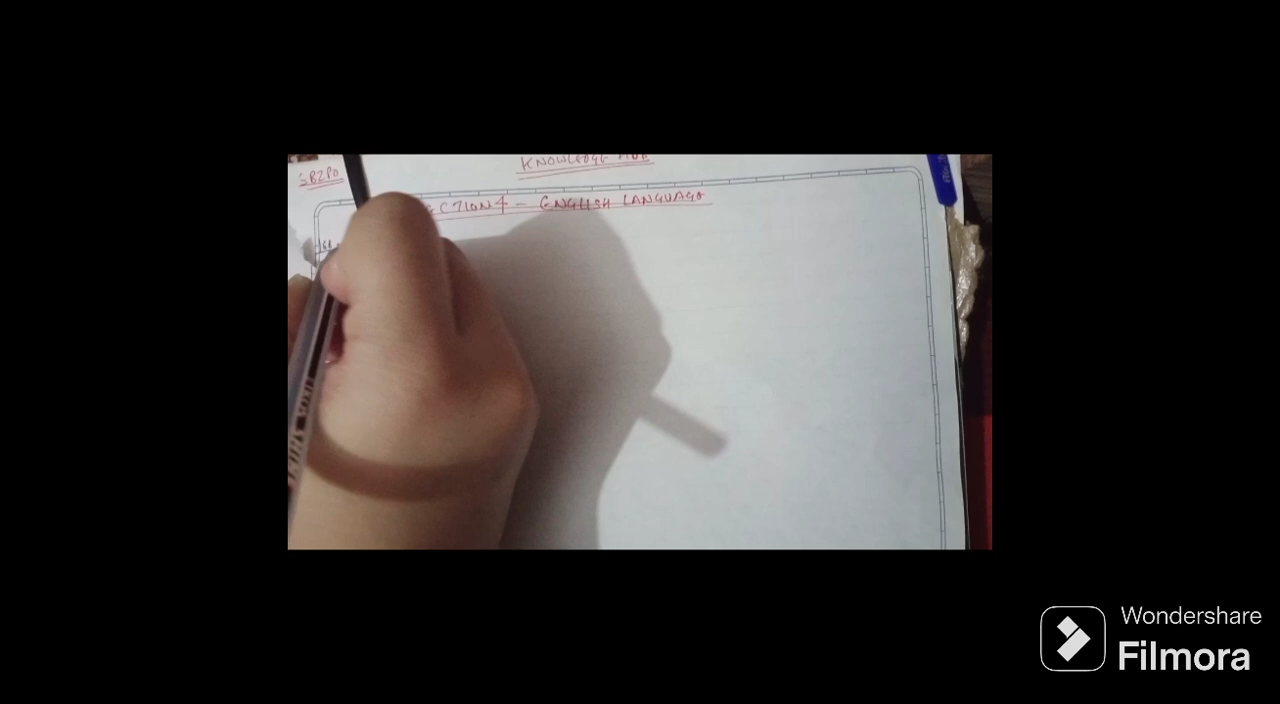 KNOWLEDGE HUB
SBIPO
CTION 4 - ENGLISH LANGUAGE
Wondershare
Filmora